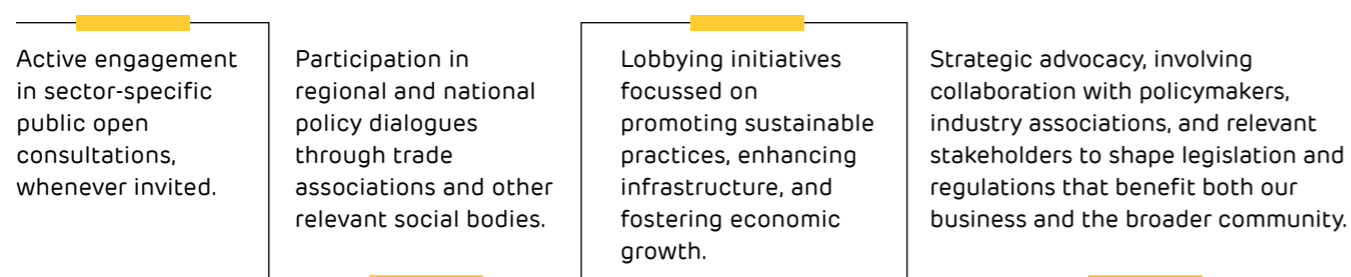 Active engagement
in sector-specific
public open
consultations,
whenever invited.
Participation in
regional and national
policy dialogues
through trade
associations and other
relevant social bodies.
Lobbying initiatives
focussed on
promoting sustainable
practices, enhancing
infrastructure, and
fostering economic
growth.
Strategic advocacy, involving
collaboration with policymakers,
industry associations, and relevant
stakeholders to shape legislation and
regulations that benefit both our
business and the broader community.